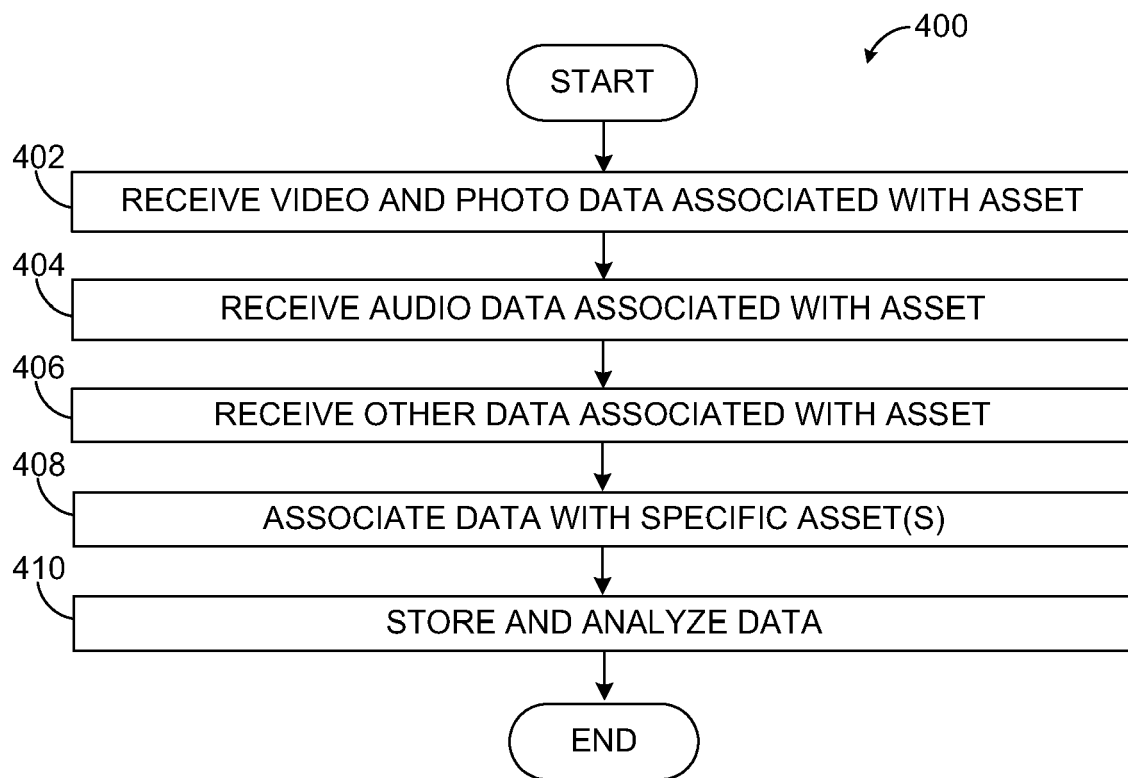 400
START
402
RECEIVE VIDEO AND PHOTO DATA ASSOCIATED WITH ASSET
404
RECEIVE AUDIO DATA ASSOCIATED WITH ASSET
406
RECEIVE OTHER DATA ASSOCIATED WITH ASSET
408
ASSOCIATE DATA WITH SPECIFIC ASSET(S)
410
STORE AND ANALYZE DATA
END